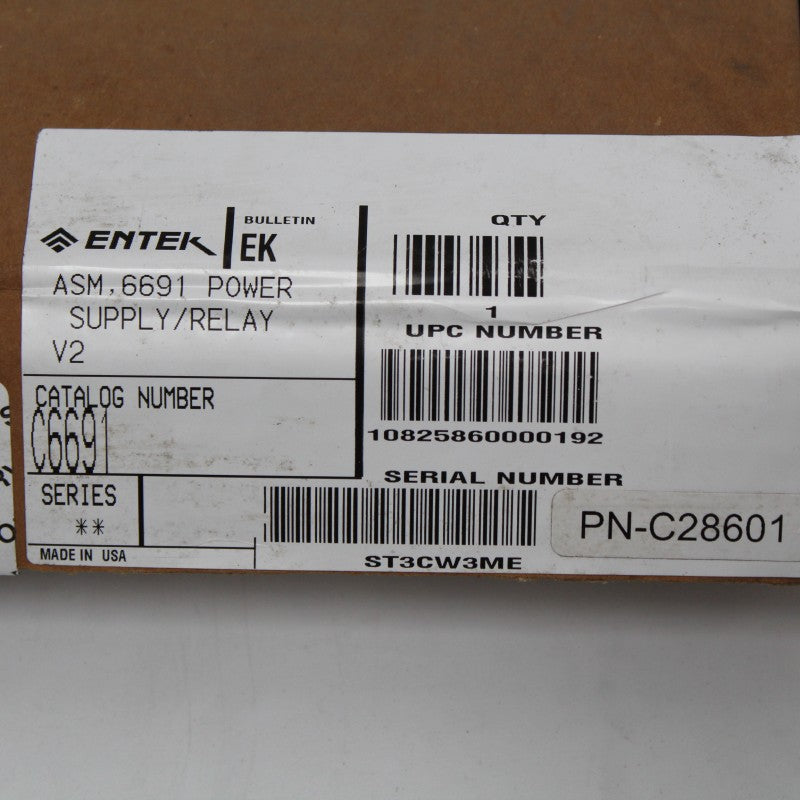 ENTEK
BULLETIN
EK
ASM,6691 POWER
SUPPLY/RELAY
V2
CATALOG NUMBER
C6691
SERIES
**
MADE IN USA
QTY
1
UPC NUMBER
10825860000192
SERIAL NUMBER
ST3CW3ME
PN-C28601